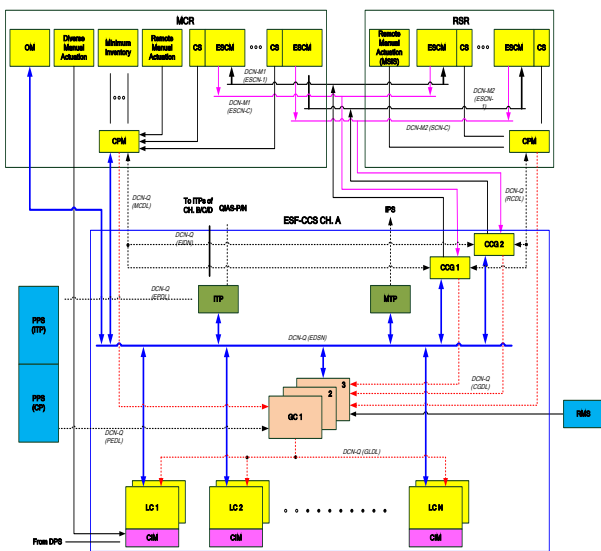 MCR
RSR
OM
Diverse
Manual
Actuation
Minimum
Inventory
Remote
Manual
Actuation
CS
ESCM
CS
ESCM
Remote
Manual
Actuation
(MSIS)
ESCM
CS
ESCM
CS
DCN-M1
(ESCN-1)
DCN-M1
(ESCN-C)
DCN-M2
(ESCN-
1)
DCN-M2 (SCN-C)
CPM
CPM
DCN-Q
(MCDL)
To ITPs of
CH. B/C/D
QIAS-P/N
IPS
DCN-Q
(RCDL)
ESF-CCS CH. A
DCN-Q
(EIDN)
CCG 2
CCG 1
DCN-Q
(EPDL)
PPS
(ITP)
ITP
MTP
DCN-Q (EDSN)
PPS
(CP)
3
2
GC 1
DCN-Q
(CGDL)
RMS
DCN-Q
(PEDL)
DCN-Q (GLDL)
LC 1
LC 2
LC N
CIM
CIM
CIM
From DPS